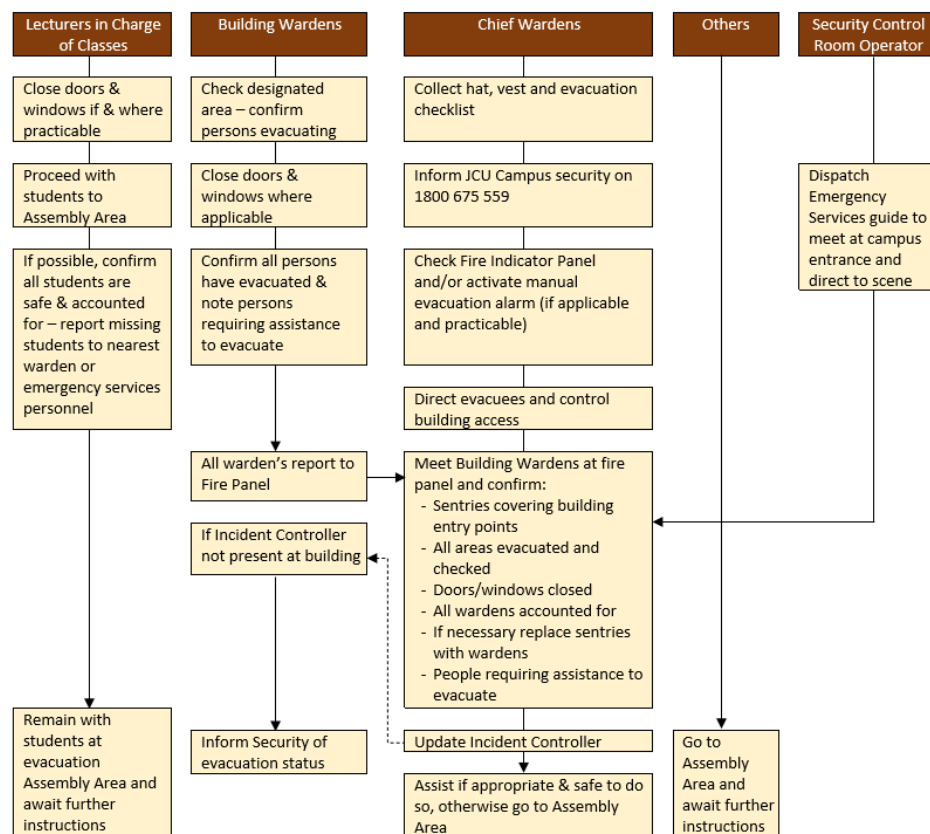 Lecturers in Charge
of Classes
Building Wardens
Chief Wardens
Others
Security Control
Room Operator
Close doors &
windows if & where
practicable
Proceed with
students to
Assembly Area
If possible, confirm
all students are
safe & accounted
for – report missing
students to nearest
warden or
emergency services
personnel
Remain with
students at
evacuation
Assembly Area and
await further
instructions
Check designated
area – confirm
persons evacuating
Close doors &
windows where
applicable
Confirm all persons
have evacuated &
note persons
requiring assistance
to evacuate
All warden's report to
Fire Panel
If Incident Controller
not present at building
Inform Security of
evacuation status
Collect hat, vest and evacuation
checklist
Inform JCU Campus security on
1800 675 559
Check Fire Indicator Panel
and/or activate manual
evacuation alarm (if applicable
and practicable)
Direct evacuees and control
building access
Meet Building Wardens at fire
panel and confirm:
- Sentries covering building
entry points
- All areas evacuated and
checked
- Doors/windows closed
- All wardens accounted for
- If necessary replace sentries
with wardens
- People requiring assistance to
evacuate
Update Incident Controller
Assist if appropriate & safe to do
so, otherwise go to Assembly
Area
Go to
Assembly
Area and
await further
instructions
Dispatch
Emergency
Services guide to
meet at campus
entrance and
direct to scene